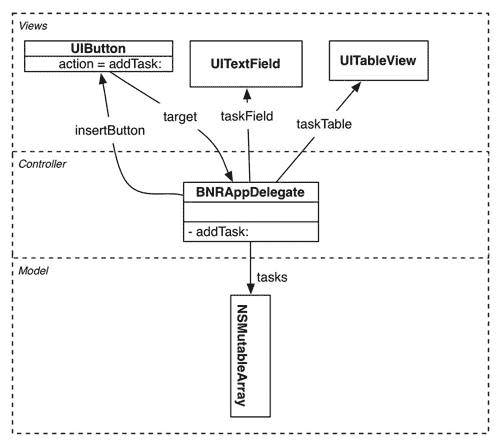 Views
UIButton
action = addTask:
UITextField
UITableView
insertButton
target
taskField
taskTable
Controller
BNRAppDelegate
- addTask:
Model
tasks
NSMutableArray